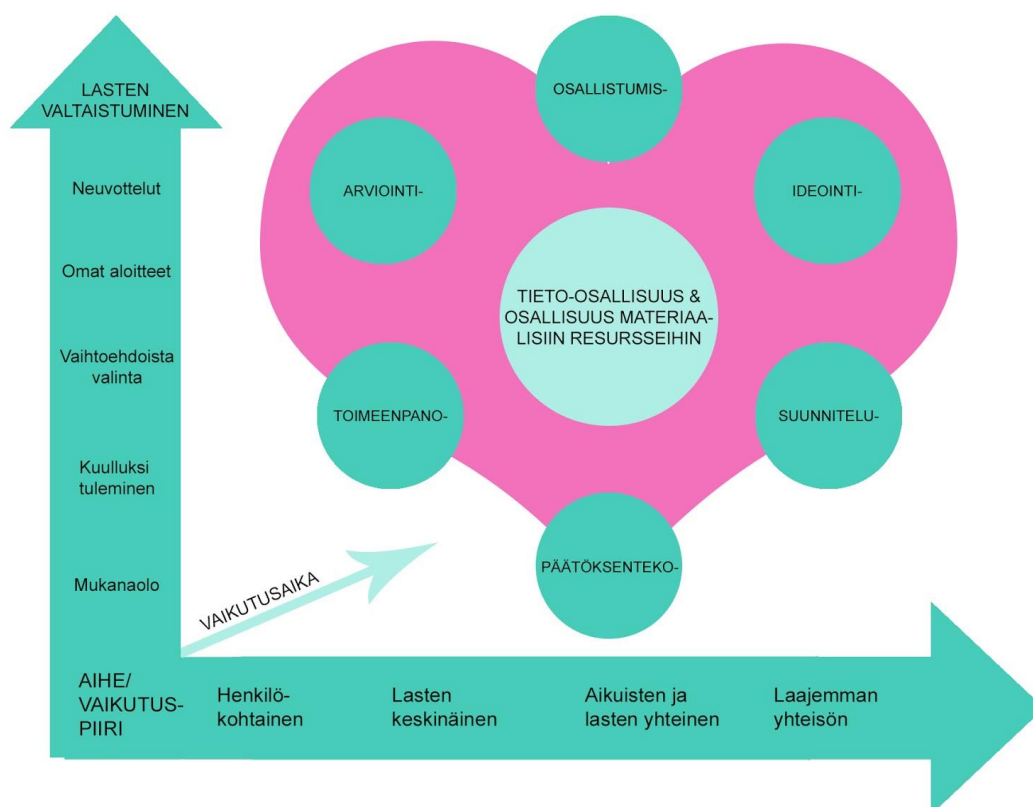 LASTEN
VALTAISTUMINEN
Neuvottelut
Omat aloitteet
Vaihtoehdoista
valinta
Kuulluksi
tuleminen
Mukanaolo
OSALLISTUMIS-
ARVIOINTI-
IDEOINTI-
TIETO-OSALLISUUS &
OSALLISUUS MATERIAA-
LISIIN RESURSSEIHIN
TOIMEENPANO-
SUUNNITELU-
PÄÄTÖKSENTEKO-
VAIKUTUSAIKA
AIHE/
VAIKUTUS-
PIIRI
Henkilö-
kohtainen
Lasten
keskinäinen
Aikuisten ja
lasten yhteinen
Laajemman
yhteisön